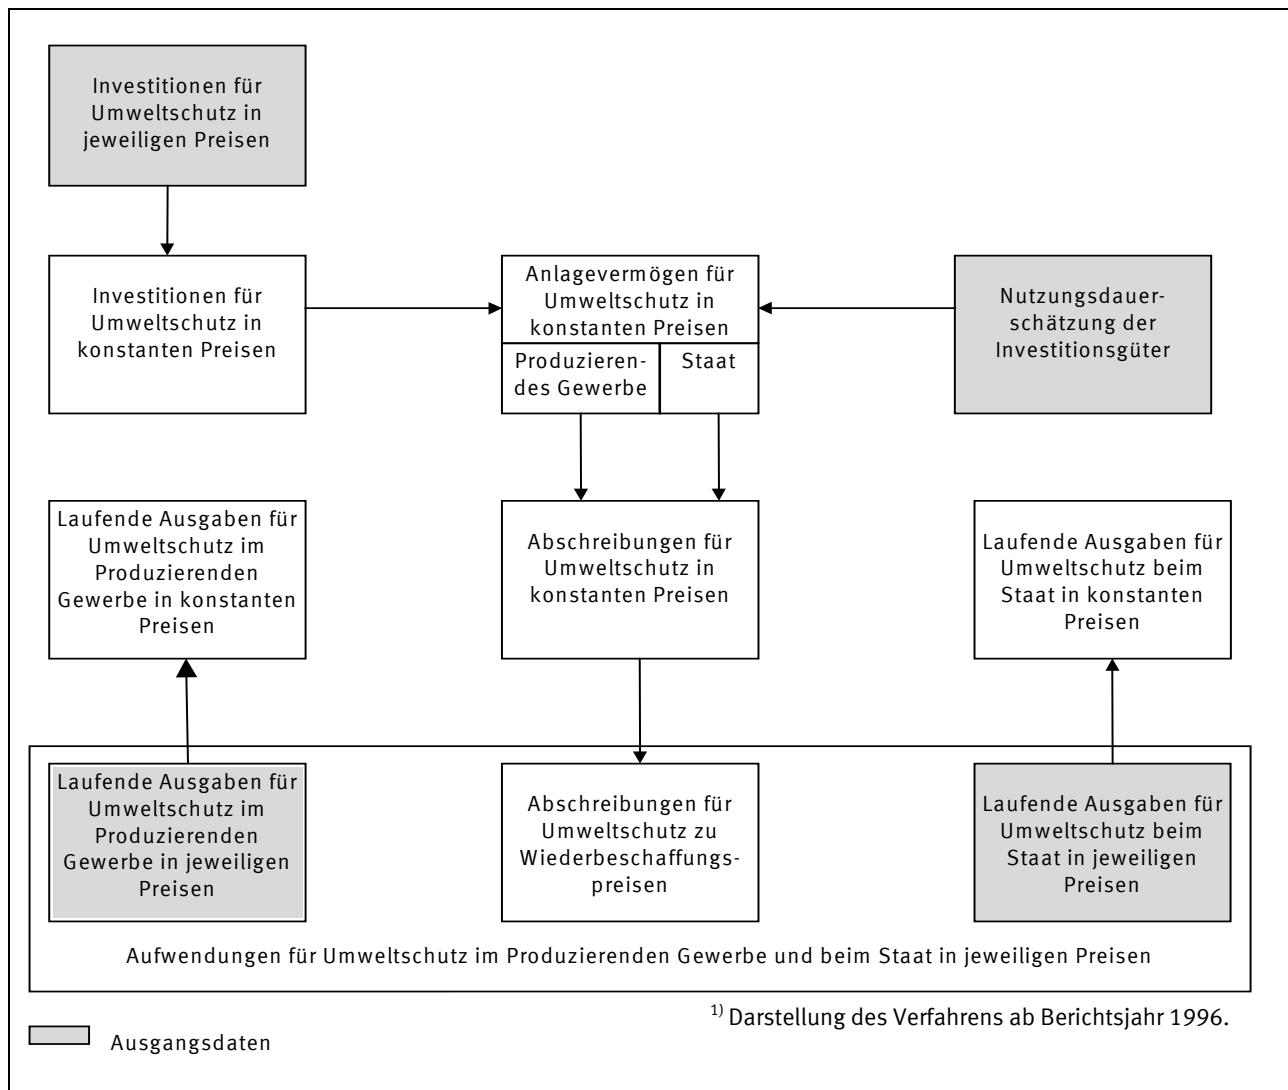 Investitionen für
Umweltschutz in
jeweiligen Preisen
Investitionen für
Umweltschutz in
konstanten Preisen
Anlagevermögen für
Umweltschutz in
konstanten Preisen
Produzieren-
des Gewerbe
Staat
Nutzungsdauer-
schätzung der
Investitionsgüter
Laufende Ausgaben für
Umweltschutz im
Produzierenden
Gewerbe in konstanten
Preisen
Abschreibungen für
Umweltschutz in
konstanten Preisen
Laufende Ausgaben für
Umweltschutz beim
Staat in konstanten
Preisen
Laufende Ausgaben für
Umweltschutz im
Produzierenden
Gewerbe in jeweiligen
Preisen
Abschreibungen für
Umweltschutz zu
Wiederbeschaffungs-
preisen
Laufende Ausgaben für
Umweltschutz beim
Staat in jeweiligen
Preisen
Aufwendungen für Umweltschutz im Produzierenden Gewerbe und beim Staat in jeweiligen Preisen
1) Darstellung des Verfahrens ab Berichtsjahr 1996.
Ausgangsdaten